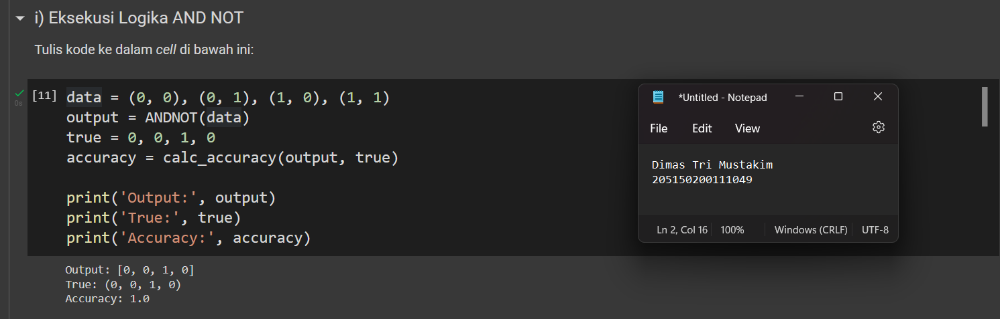 i) Eksekusi Logika AND NOT
Tulis kode ke dalam cell di bawah ini:
0s
[11] data = (0, 0), (0, 1), (1, 0), (1, 1)
output = ANDNOT(data)
true = 0, 0, 1, 0
accuracy = calc_accuracy(output, true)
print('Output:', output)
print('True:', true)
print('Accuracy:', accuracy)
Output: [0, 0, 1, 0]
True: (0, 0, 1, 0)
Accuracy: 1.0
*Untitled - Notepad
File Edit View
Dimas Tri Mustakim
205150200111049
Ln 2, Col 16 100% Windows (CRLF) UTF-8